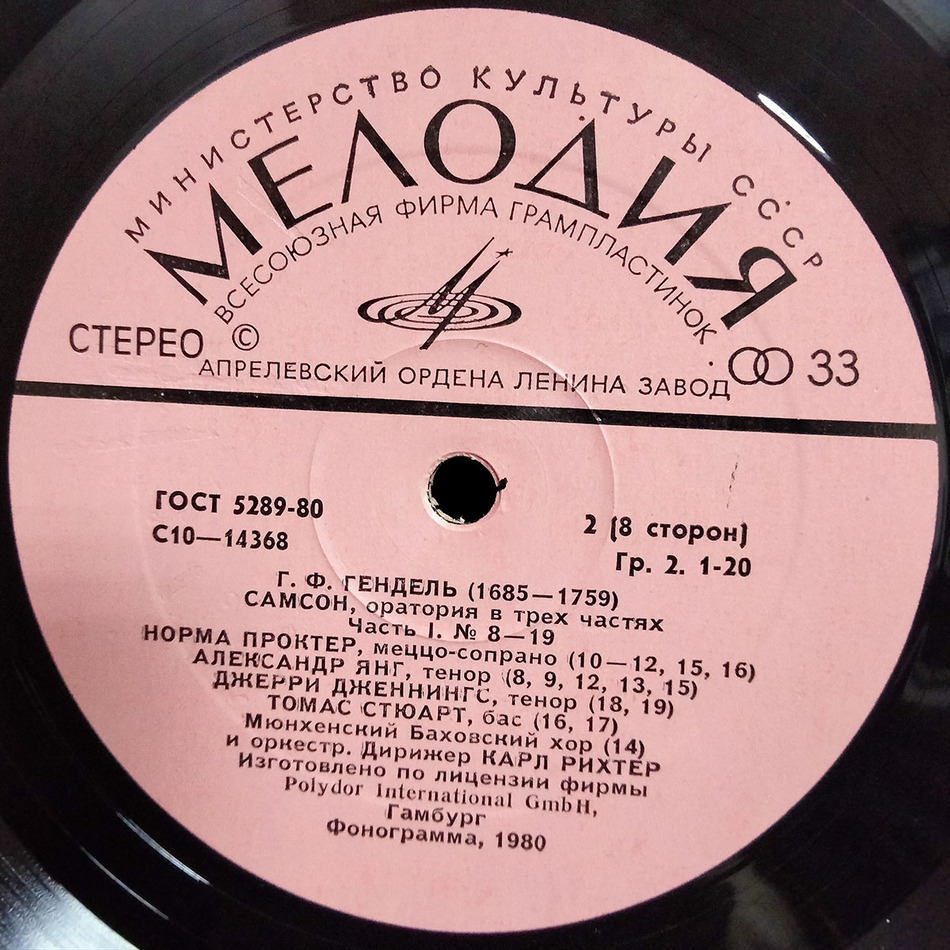 МИНИСТЕРСТВО КУЛЬТУРЫ СССР
МЕЛОДИЯ
ВСЕСОЮЗНАЯ ФИРМА ГРАМПЛАСТИНОК
СТЕРЕО ©
33
АПРЕЛЕВСКИЙ ОРДЕНА ЛЕНИНА ЗАВОД
ГОСТ 5289-80
С10—14368
2 (8 сторон)
Гр. 2. 1-20
Г. Ф. ГЕНДЕЛЬ (1685—1759)
САМСОН, оратория в трех частях
Часть I. № 8—19
НОРМА ПРОКТЕР, меццо-сопрано (10—12, 15, 16)
АЛЕКСАНДР ЯНГ, тенор (8, 9, 12, 13, 15)
ДЖЕРРИ ДЖЕННИНГС, тенор (18, 19)
ТОМАС СТЮАРТ, бас (16, 17)
Мюнхенский Баховский хор (14)
и оркестр. Дирижер КАРЛ РИХТЕР
Изготовлено по лицензии фирмы
Polydor International GmbH,
Гамбург
Фонограмма, 1980